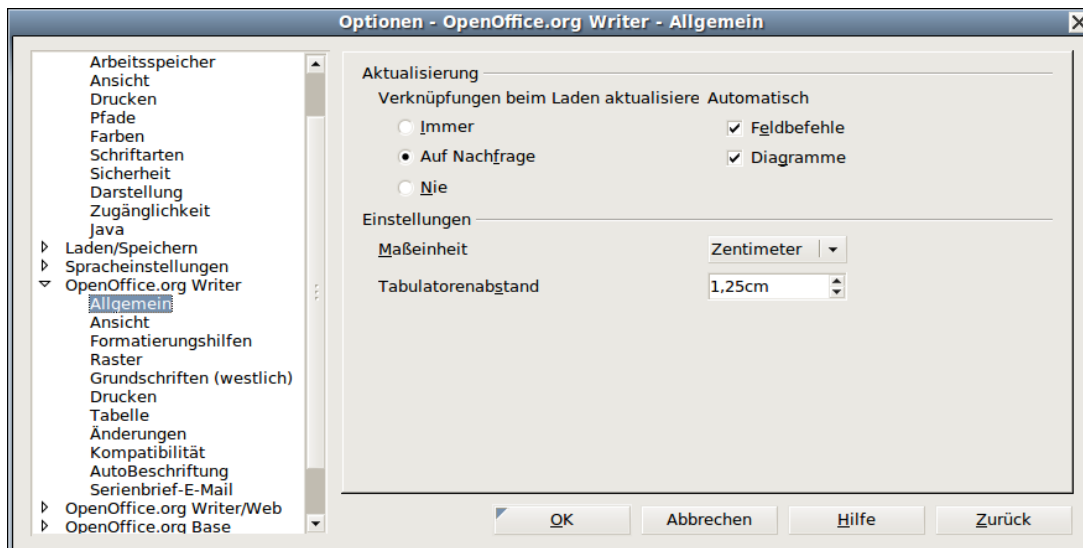 Optionen - OpenOffice.org Writer - Allgemein
Arbeitsspeicher
Ansicht
Drucken
Pfade
Farben
Schriftarten
Sicherheit
Darstellung
Zugänglichkeit
Java
Laden/Speichern
Spracheinstellungen
OpenOffice.org Writer
Allgemein
Ansicht
Formatierungshilfen
Raster
Grundschriften (westlich)
Drucken
Tabelle
Änderungen
Kompatibilität
AutoBeschriftung
Serienbrief-E-Mail
OpenOffice.org Writer/Web
OpenOffice.org Base
Aktualisierung
Verknüpfungen beim Laden aktualisiere Automatisch
Immer Feldbefehle
Auf Nachfrage Diagramme
Nie
Einstellungen
Maßeinheit Zentimeter
Tabulatorenabstand 1,25cm
OK Abbrechen Hilfe Zurück